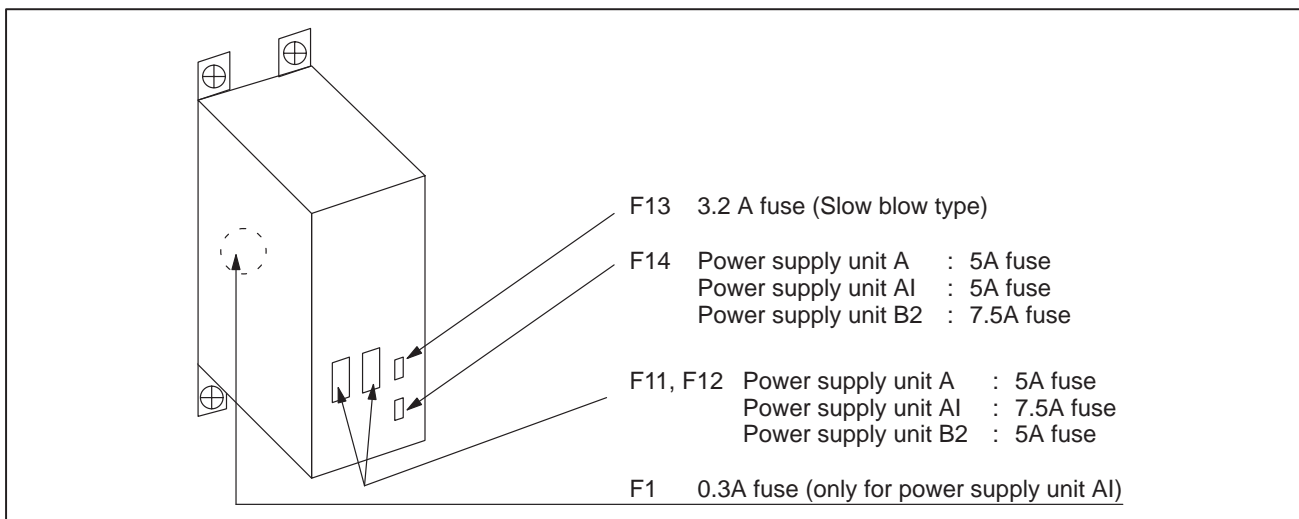 F13 3.2 A fuse (Slow blow type)
F14 Power supply unit A : 5A fuse
Power supply unit AI : 5A fuse
Power supply unit B2 : 7.5A fuse
F11, F12 Power supply unit A : 5A fuse
Power supply unit AI : 7.5A fuse
Power supply unit B2 : 5A fuse
F1 0.3A fuse (only for power supply unit AI)